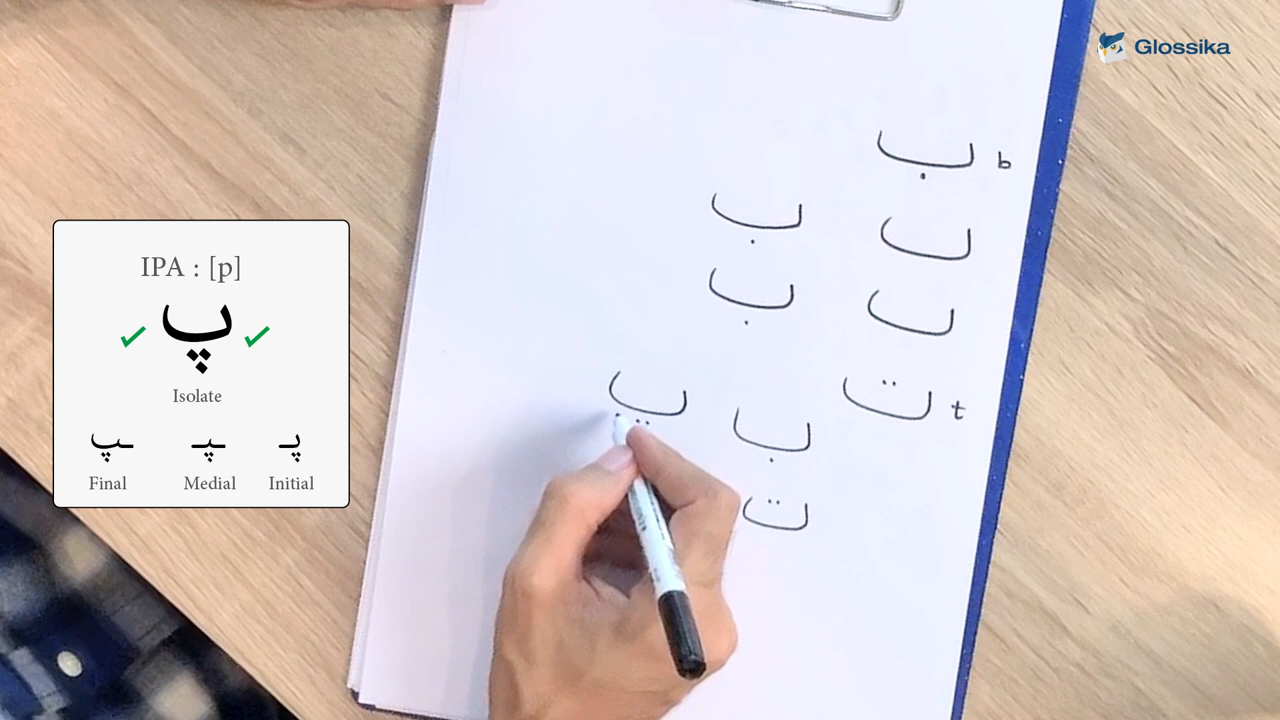 Glossika
IPA : [p]
پ
Isolate
ـپ ـپـ پـ
Final Medial Initial
ب b
ٮ ب
ٮ ب
ت t
ب پ
ت